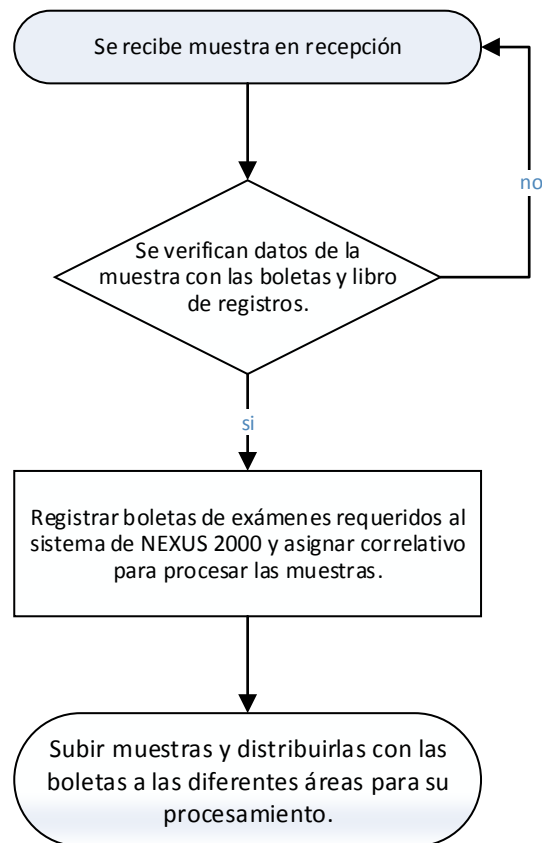 Se recibe muestra en recepción
no
Se verifican datos de la
muestra con las boletas y libro
de registros.
si
Registrar boletas de exámenes requeridos al
sistema de NEXUS 2000 y asignar correlativo
para procesar las muestras.
Subir muestras y distribuirlas con las
boletas a las diferentes áreas para su
procesamiento.